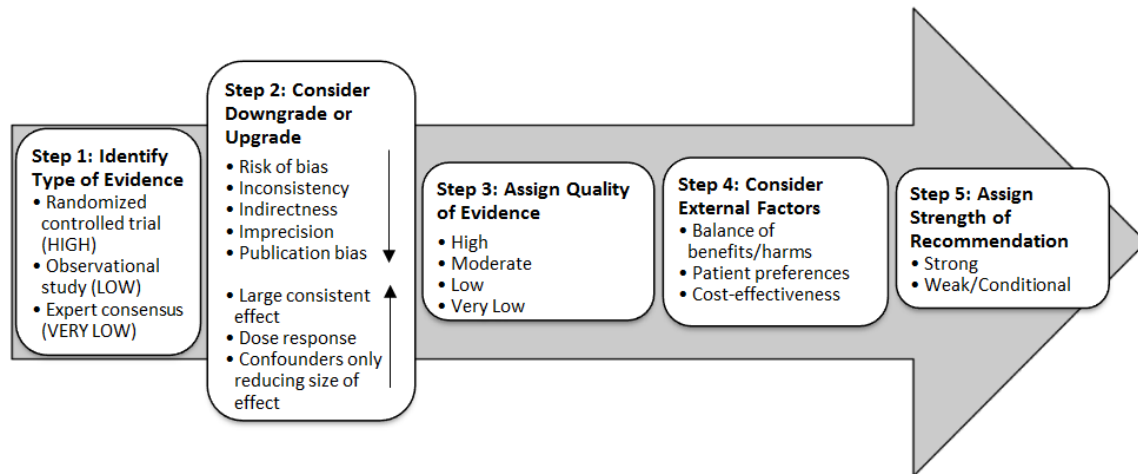 Step 1: Identify
Type of Evidence
• Randomized
controlled trial
(HIGH)
• Observational
study (LOW)
• Expert consensus
(VERY LOW)
Step 2: Consider
Downgrade or
Upgrade
• Risk of bias
• Inconsistency
• Indirectness
• Imprecision
• Publication bias
• Large consistent
effect
• Dose response
• Confounders only
reducing size of
effect
Step 3: Assign Quality
of Evidence
• High
• Moderate
• Low
• Very Low
Step 4: Consider
External Factors
• Balance of
benefits/harms
• Patient preferences
• Cost-effectiveness
Step 5: Assign
Strength of
Recommendation
• Strong
• Weak/Conditional